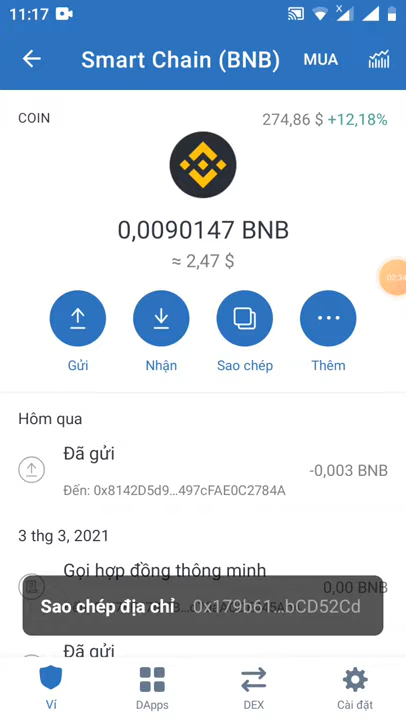 11:17
Smart Chain (BNB) MUA
COIN 274,86 $ +12,18%
0,0090147 BNB
≈ 2,47 $
Gửi Nhận Sao chép Thêm
Hôm qua
Đã gửi
-0,003 BNB
Đến: 0x8142D5d9...497cFAE0C2784A
3 thg 3, 2021
Gọi hợp đồng thông minh
0,00 BNB
Sao chép địa chỉ 0x179b61...bCD52Cd
Đã gửi
Ví DApps DEX Cài đặt